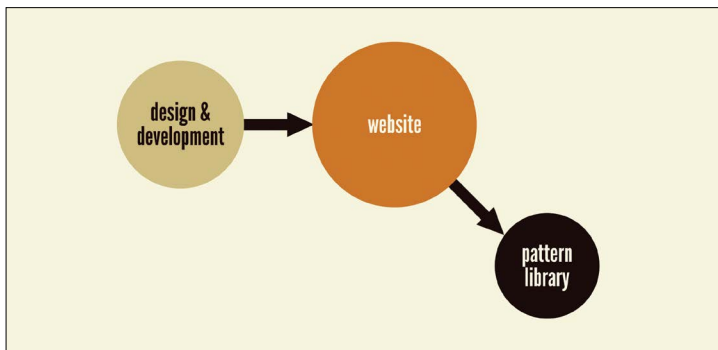 design &
development
website
pattern
library